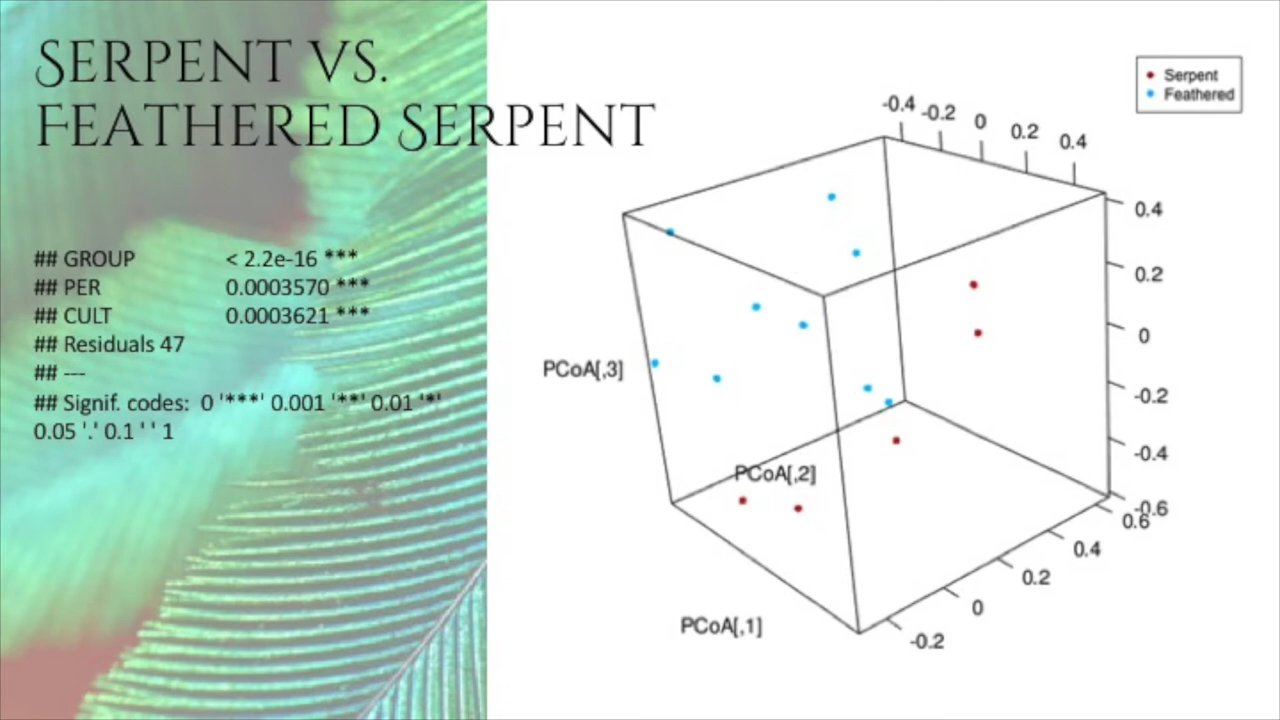 SERPENT VS.
FEATHERED SERPENT
## GROUP < 2.2e-16 ***
## PER 0.0003570 ***
## CULT 0.0003621 ***
## Residuals 47
## ---
## Signif. codes: 0 '***' 0.001 '**' 0.01 '*'
0.05 '.' 0.1 ' ' 1
Serpent
Feathered
-0.4 -0.2 0 0.2 0.4
0.4
0.2
0
-0.2
-0.4
-0.6
0.6
0.4
0.2
0
-0.2
PCoA[,3]
PCoA[,2]
PCoA[,1]